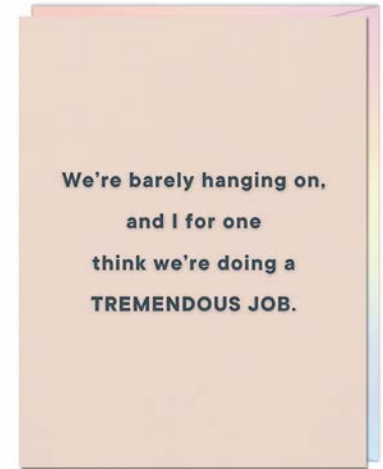 We're barely hanging on,
and I for one
think we're doing a
TREMENDOUS JOB.